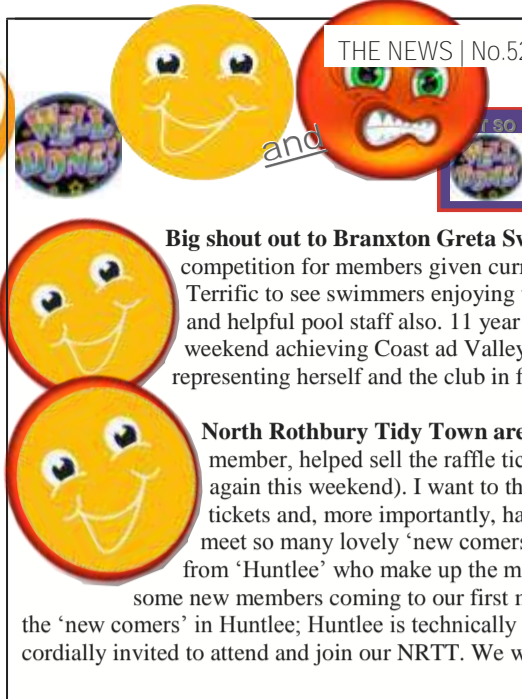 THE NEWS | No.52
WELL DONE!
and
T SO
WELL DONE!
Big shout out to Branxton Greta Sw
competition for members given curr
Terrific to see swimmers enjoying
and helpful pool staff also. 11 year
weekend achieving Coast ad Valley
representing herself and the club in f
North Rothbury Tidy Town are
member, helped sell the raffle tic
again this weekend). I want to th
tickets and, more importantly, ha
meet so many lovely ‘new comers
from ‘Huntlee’ who make up the m
some new members coming to our first m
the ‘new comers’ in Huntlee; Huntlee is technically
cordially invited to attend and join our NRTT. We w